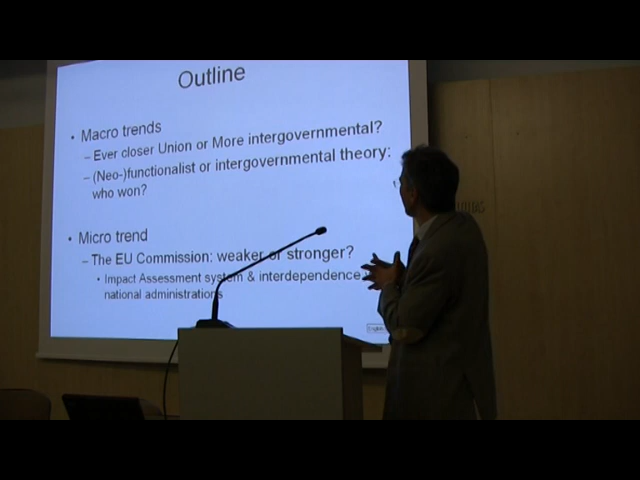 Outline
• Macro trends
– Ever closer Union or More intergovernmental?
– (Neo-)functionalist or intergovernmental theory:
who won?
• Micro trend
– The EU Commission: weaker or stronger?
• Impact Assessment system & interdependence
national administrations